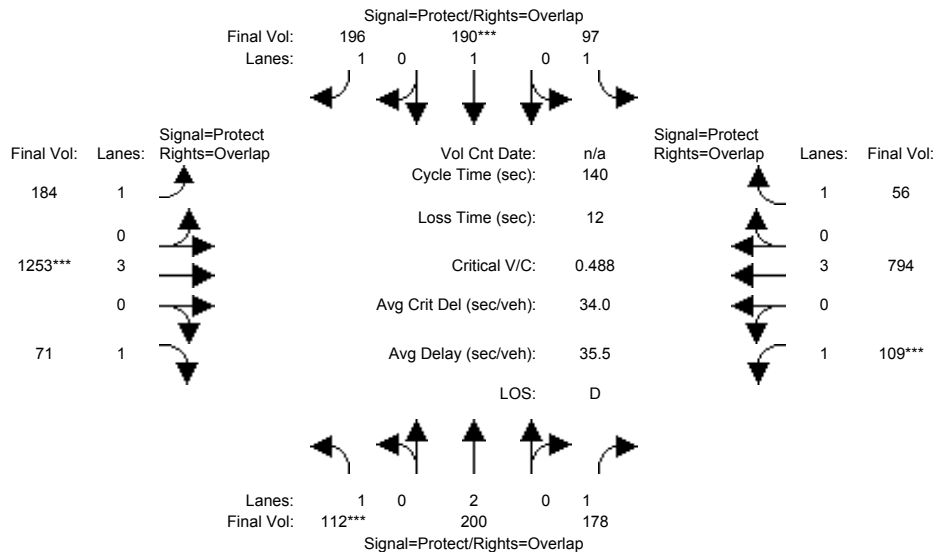 Signal=Protect/Rights=Overlap
Final Vol: 196 190*** 97
Lanes: 1 0 1 0 1
Signal=Protect Signal=Protect
Final Vol: Lanes: Rights=Overlap Vol Cnt Date: n/a Rights=Overlap Lanes: Final Vol:
Cycle Time (sec): 140
184 1 1 56
Loss Time (sec): 12
0 0
1253*** 3 Critical V/C: 0.488 3 794
0 Avg Crit Del (sec/veh): 34.0 0
71 1 Avg Delay (sec/veh): 35.5 1 109***
LOS: D
Lanes: 1 0 2 0 1
Final Vol: 112*** 200 178
Signal=Protect/Rights=Overlap